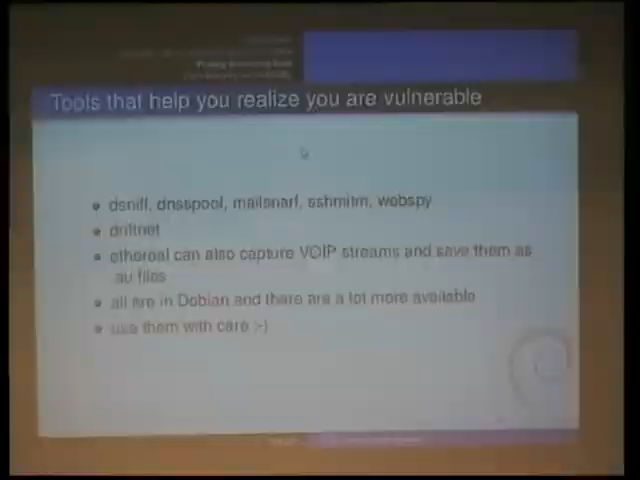 Tools that help you realize you are vulnerable
dsniff, dnsspool, mailsnarf, sshmitm, webspy
driftnet
ethereal can also capture VOIP streams and save them as
au files
all are in Debian and there are a lot more available
use them with care :-)